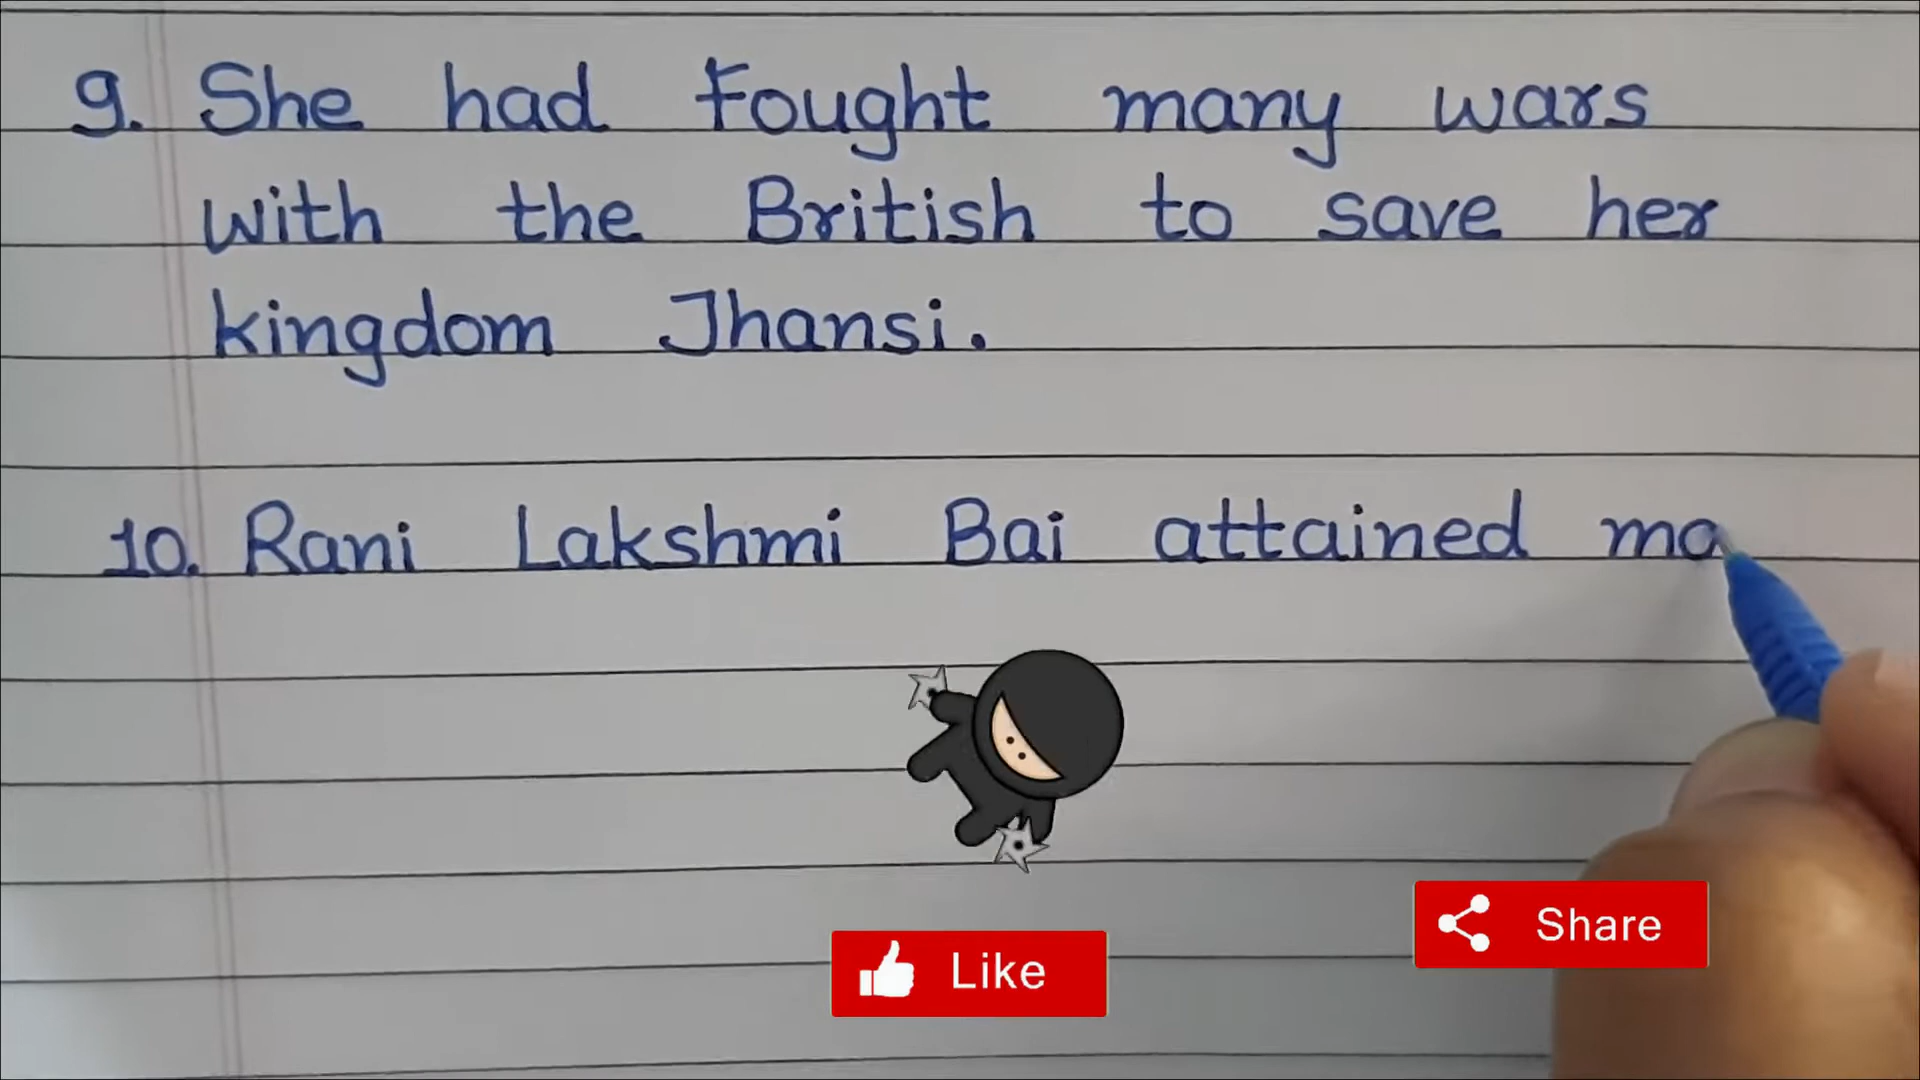 9. She had Fought many wars
with the British to save her
kingdom Jhansi.
10. Rani Lakshmi Bai attained ma
Share
Like